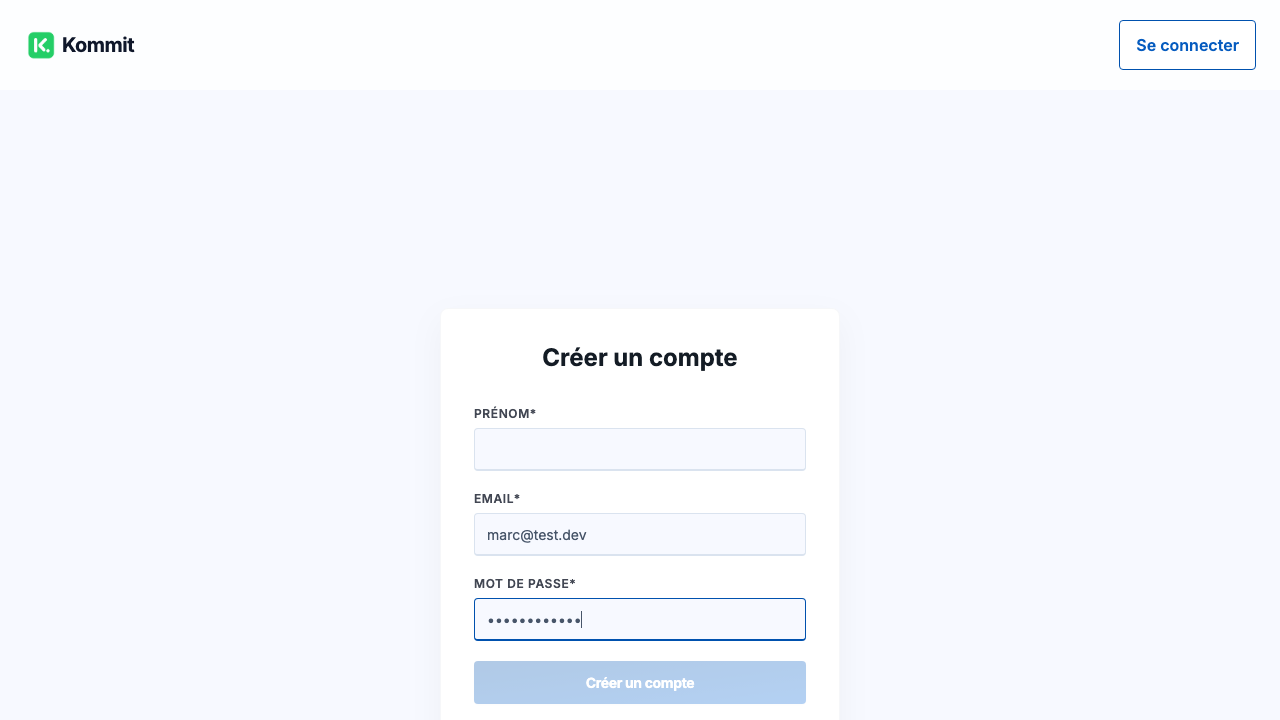 Kommit
Se connecter
Créer un compte
PRÉNOM*
EMAIL*
marc@test.dev
MOT DE PASSE*
••••••••••••
Créer un compte